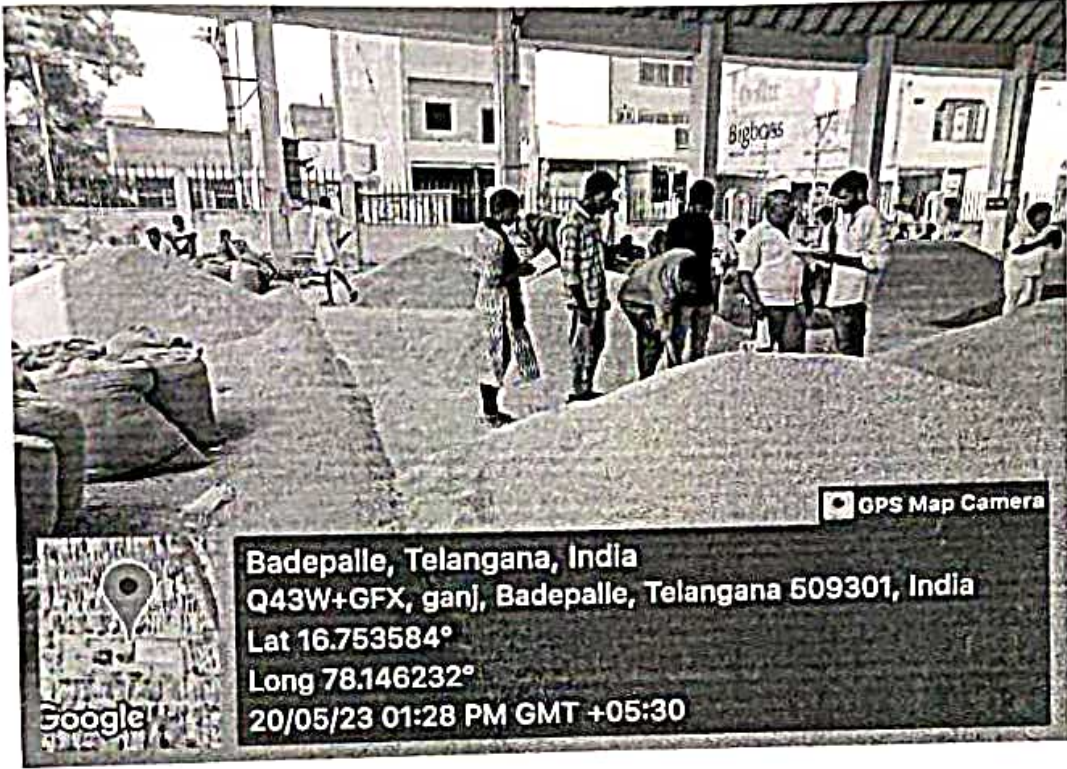 Bigboss
GPS Map Camera
Badepalle, Telangana, India
Q43W+GFX, ganj, Badepalle, Telangana 509301, India
Lat 16.753584°
Long 78.146232°
20/05/23 01:28 PM GMT +05:30
Google